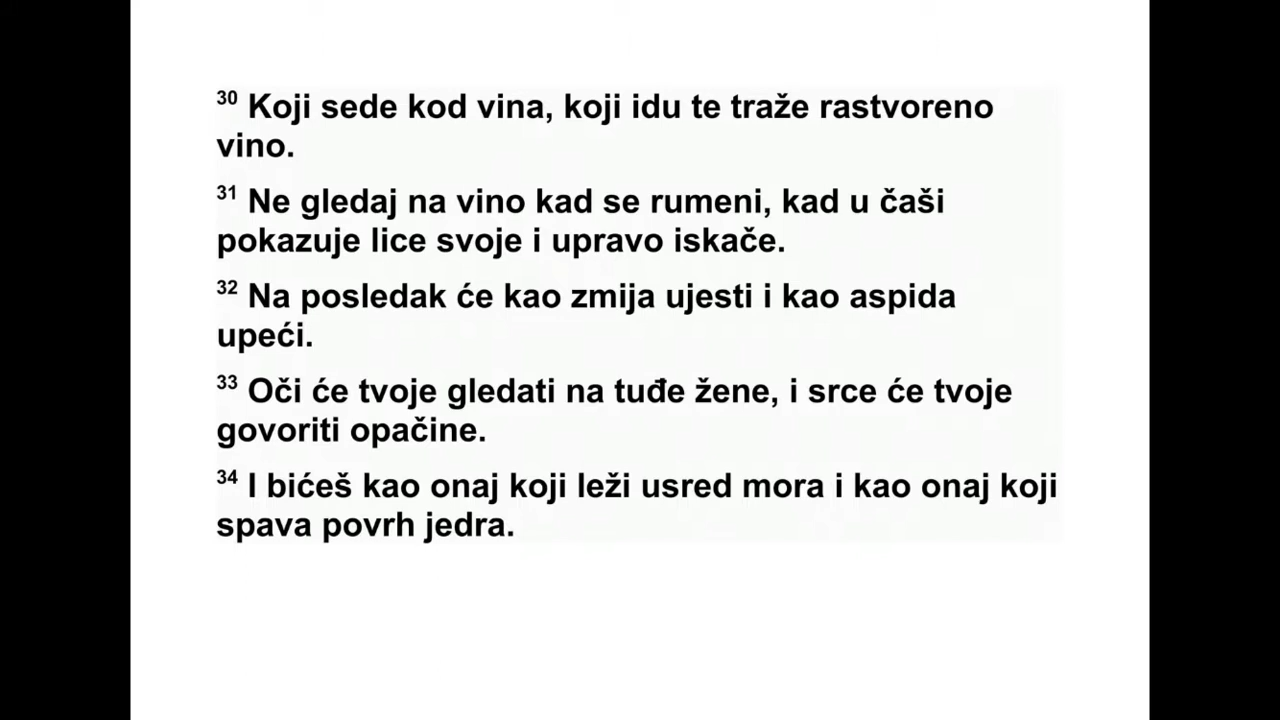 30 Koji sede kod vina, koji idu te traže rastvoreno
vino.
31 Ne gledaj na vino kad se rumeni, kad u čaši
pokazuje lice svoje i upravo iskače.
32 Na posledak će kao zmija ujesti i kao aspida
upeći.
33 Oči će tvoje gledati na tuđe žene, i srce će tvoje
govoriti opačine.
34 I bićeš kao onaj koji leži usred mora i kao onaj koji
spava povrh jedra.